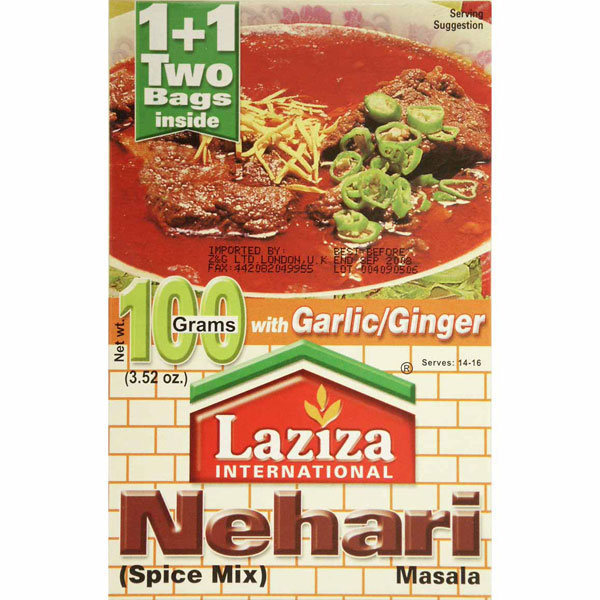 1+1
Two
Bags
inside
Serving
Suggestion
IMPORTED BY:
Z&G LTD LONDON,U.K.
FAX:442082049955
BEST BEFORE
END SEP 2008
LOT 004090506
Net wt.
100
Grams
(3.52 oz.)
with Garlic/Ginger
®
Serves: 14-16
Laziza
INTERNATIONAL
Nehari
(Spice Mix)
Masala